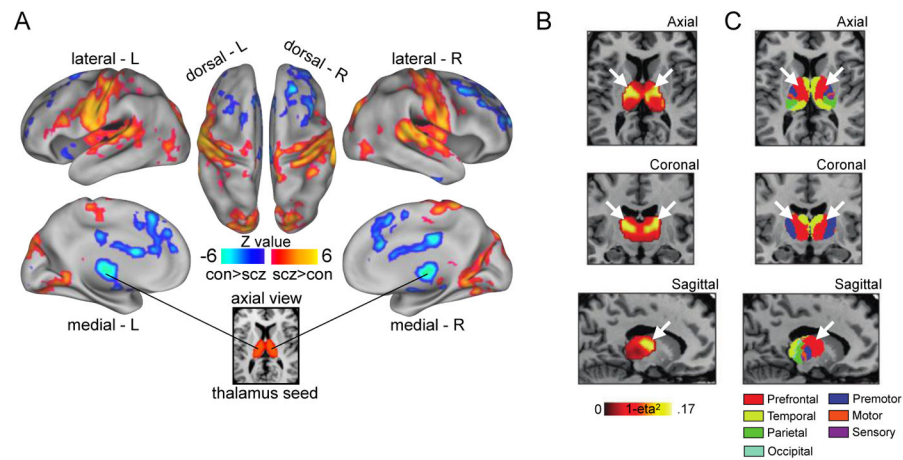 A
B
C
lateral - L
dorsal - L
dorsal - R
lateral - R
Z value
-6
6
con>scz
scz>con
axial view
medial - L
medial - R
thalamus seed
Axial
Coronal
Sagittal
0
1-eta²
.17
Axial
Coronal
Sagittal
Prefrontal
Premotor
Temporal
Motor
Parietal
Sensory
Occipital